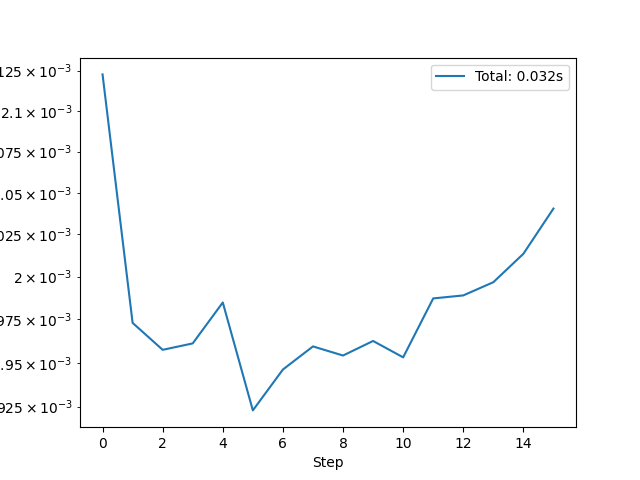 125 × 10⁻³
Total: 0.032s
2.1 × 10⁻³
075 × 10⁻³
.05 × 10⁻³
025 × 10⁻³
2 × 10⁻³
975 × 10⁻³
.95 × 10⁻³
925 × 10⁻³
0 2 4 6 8 10 12 14
Step